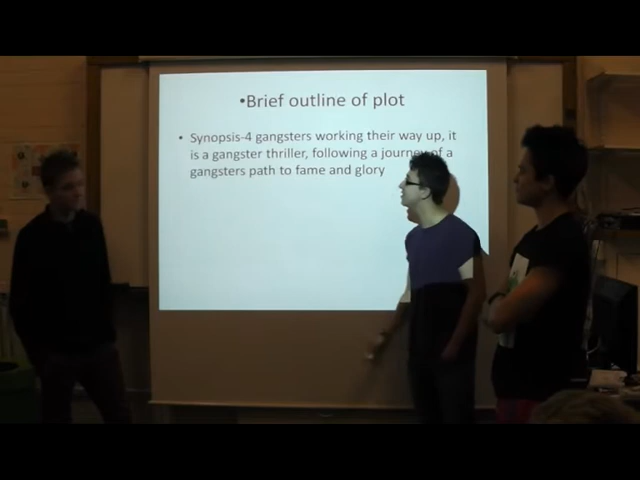 •Brief outline of plot
• Synopsis-4 gangsters working their way up, it
is a gangster thriller, following a journey of a
gangsters path to fame and glory